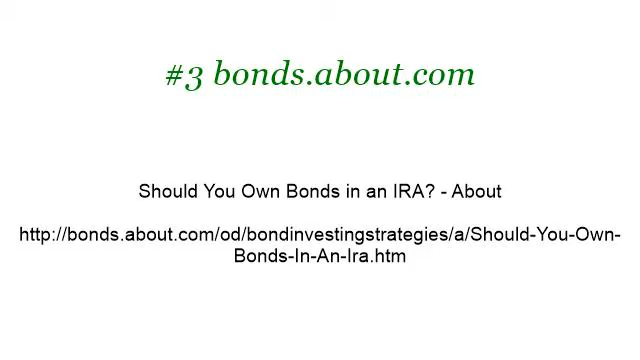 #3 bonds.about.com
Should You Own Bonds in an IRA? - About
http://bonds.about.com/od/bondinvestingstrategies/a/Should-You-Own-
Bonds-In-An-Ira.htm